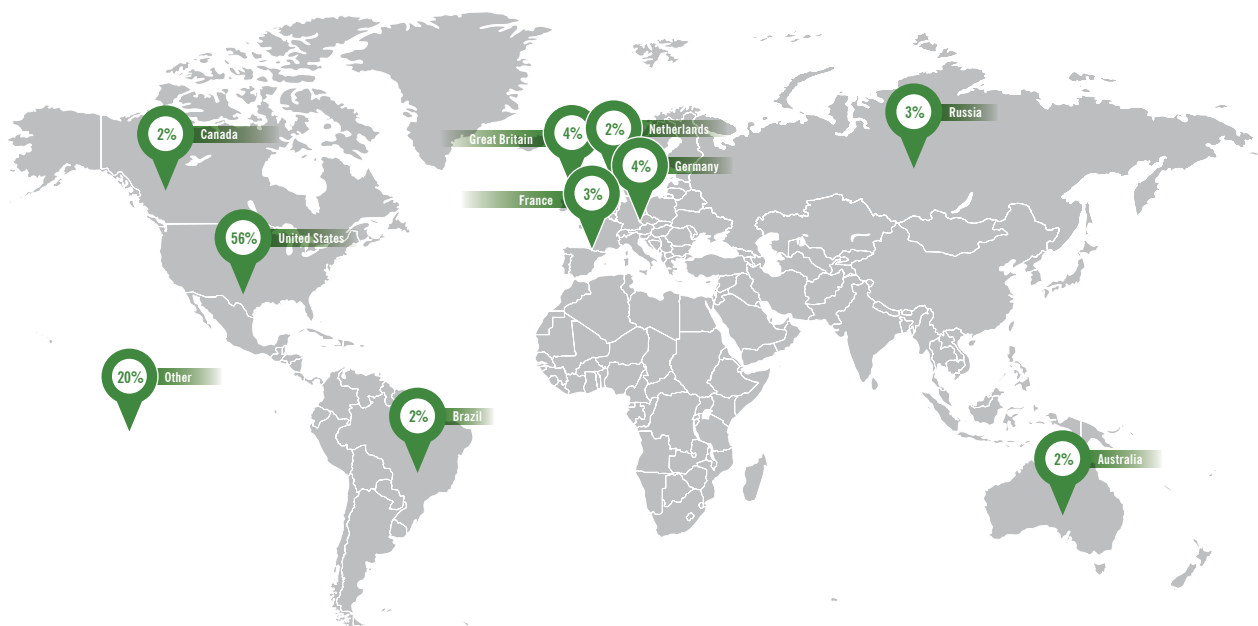 2% Canada
Great Britain 4%
2% Netherlands
3% Russia
4% Germany
France 3%
56% United States
20% Other
2% Brazil
2% Australia